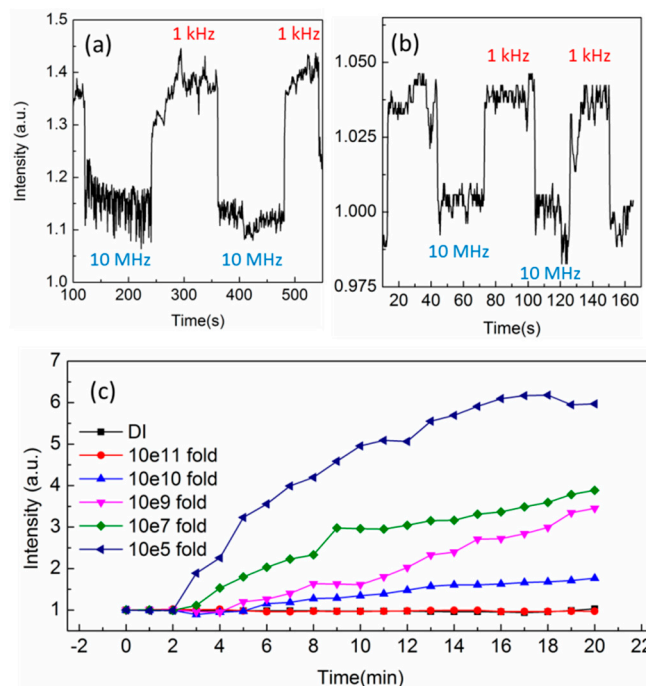 (a)
1 kHz
1 kHz
10 MHz
10 MHz
Intensity (a.u.)
1.5
1.4
1.3
1.2
1.1
1.0
100 200 300 400 500
Time(s)
(b)
1 kHz
1 kHz
10 MHz
10 MHz
1.050
1.025
1.000
0.975
20 40 60 80 100 120 140 160
Time(s)
(c)
Intensity (a.u.)
7
6
5
4
3
2
1
DI
10e11 fold
10e10 fold
10e9 fold
10e7 fold
10e5 fold
-2 0 2 4 6 8 10 12 14 16 18 20 22
Time(min)